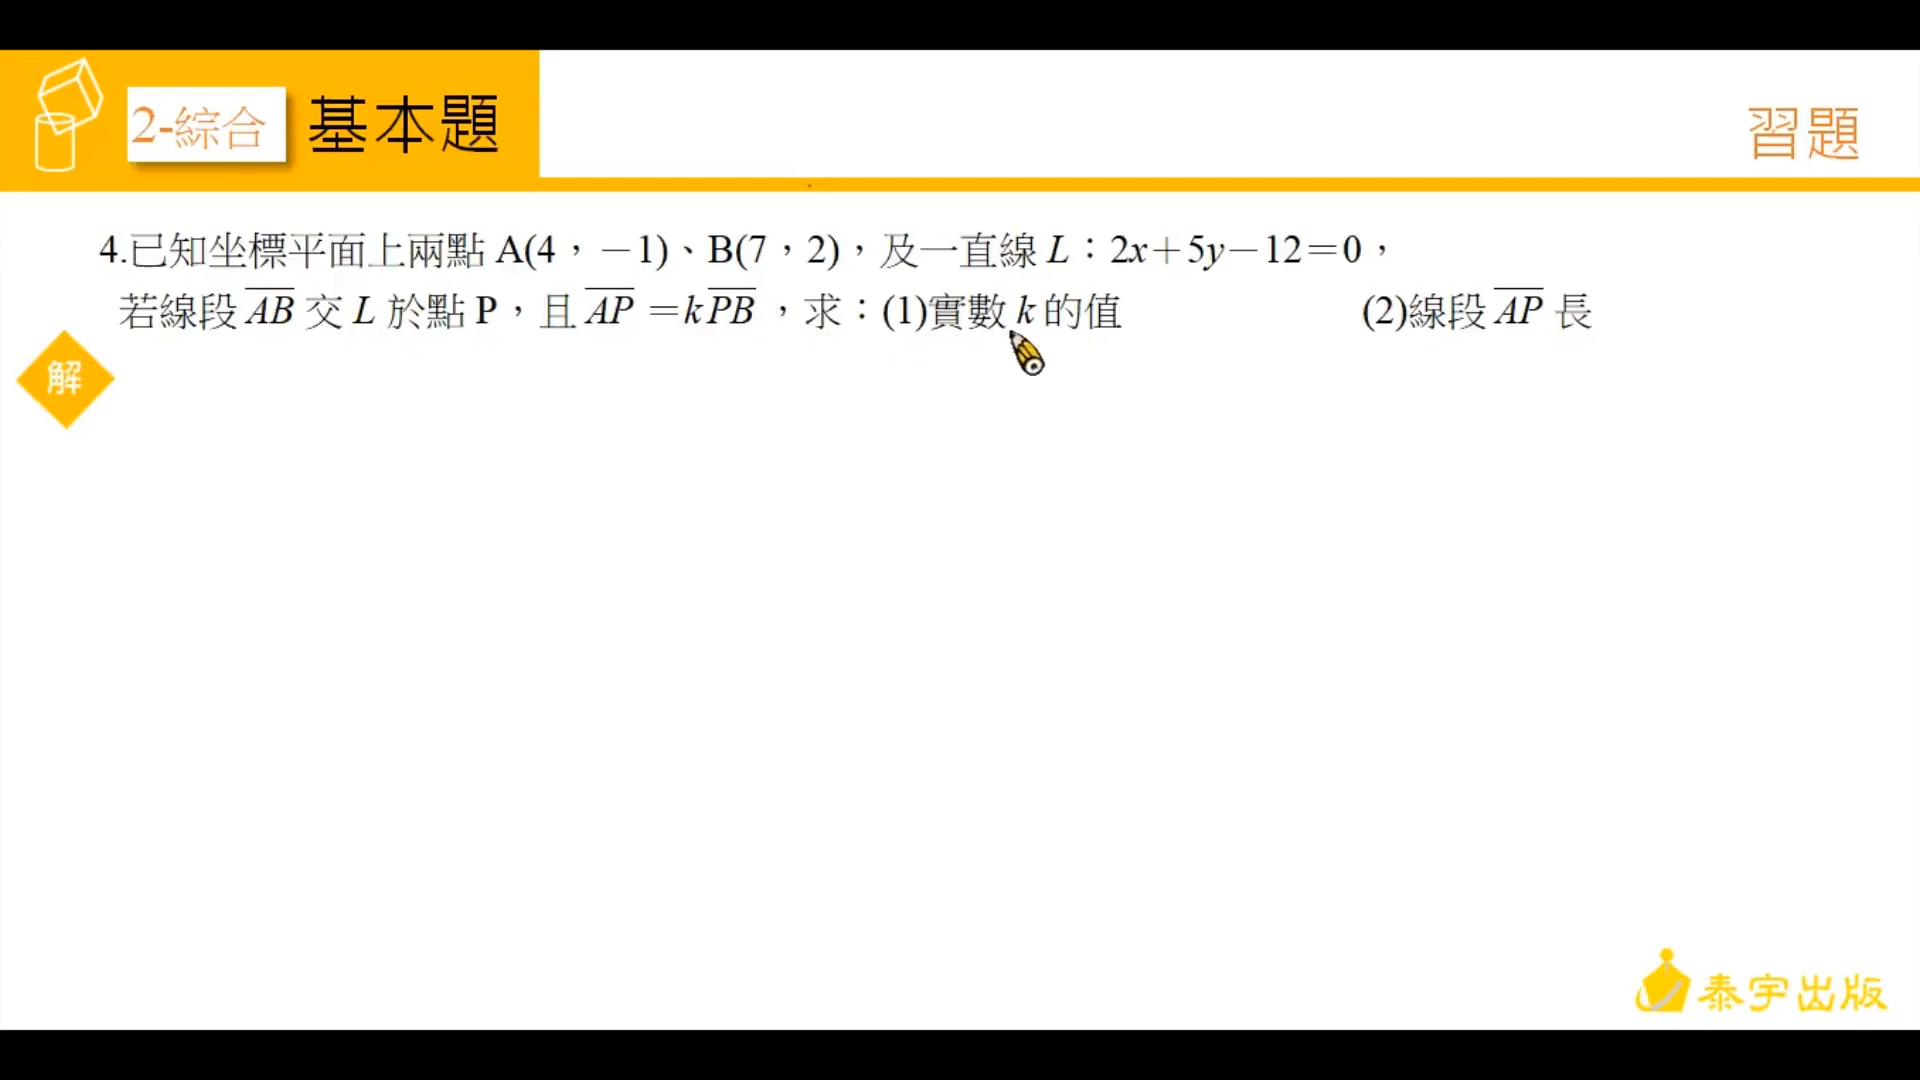 2-綜合 基本題 習題
4.已知坐標平面上兩點 A(4，－1)、B(7，2)，及一直線 L：2x＋5y－12＝0，
若線段 AB 交 L 於點 P，且 AP ＝k PB ，求：(1)實數 k 的值 (2)線段 AP 長
解
泰宇出版